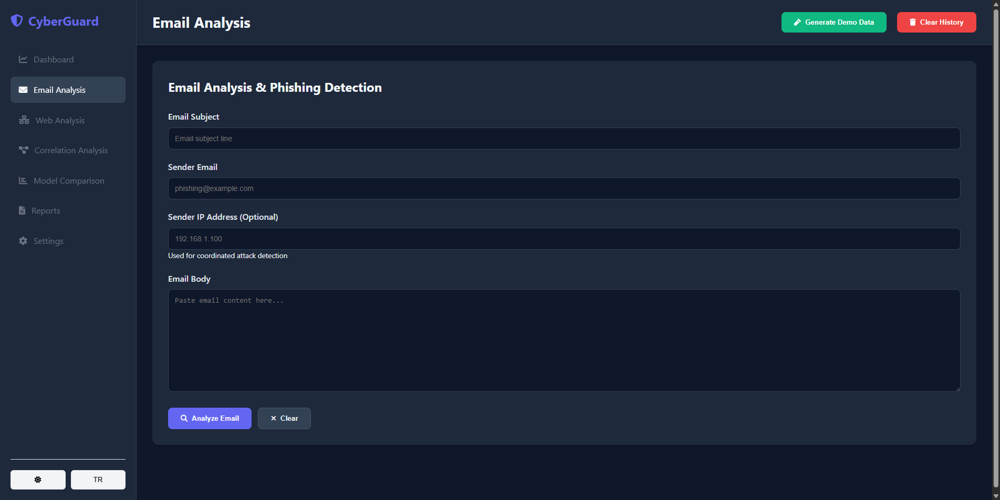 CyberGuard
Dashboard
Email Analysis
Web Analysis
Correlation Analysis
Model Comparison
Reports
Settings
TR
Email Analysis
Generate Demo Data
Clear History
Email Analysis & Phishing Detection
Email Subject
Email subject line
Sender Email
phishing@example.com
Sender IP Address (Optional)
192.168.1.100
Used for coordinated attack detection
Email Body
Paste email content here...
Analyze Email
Clear